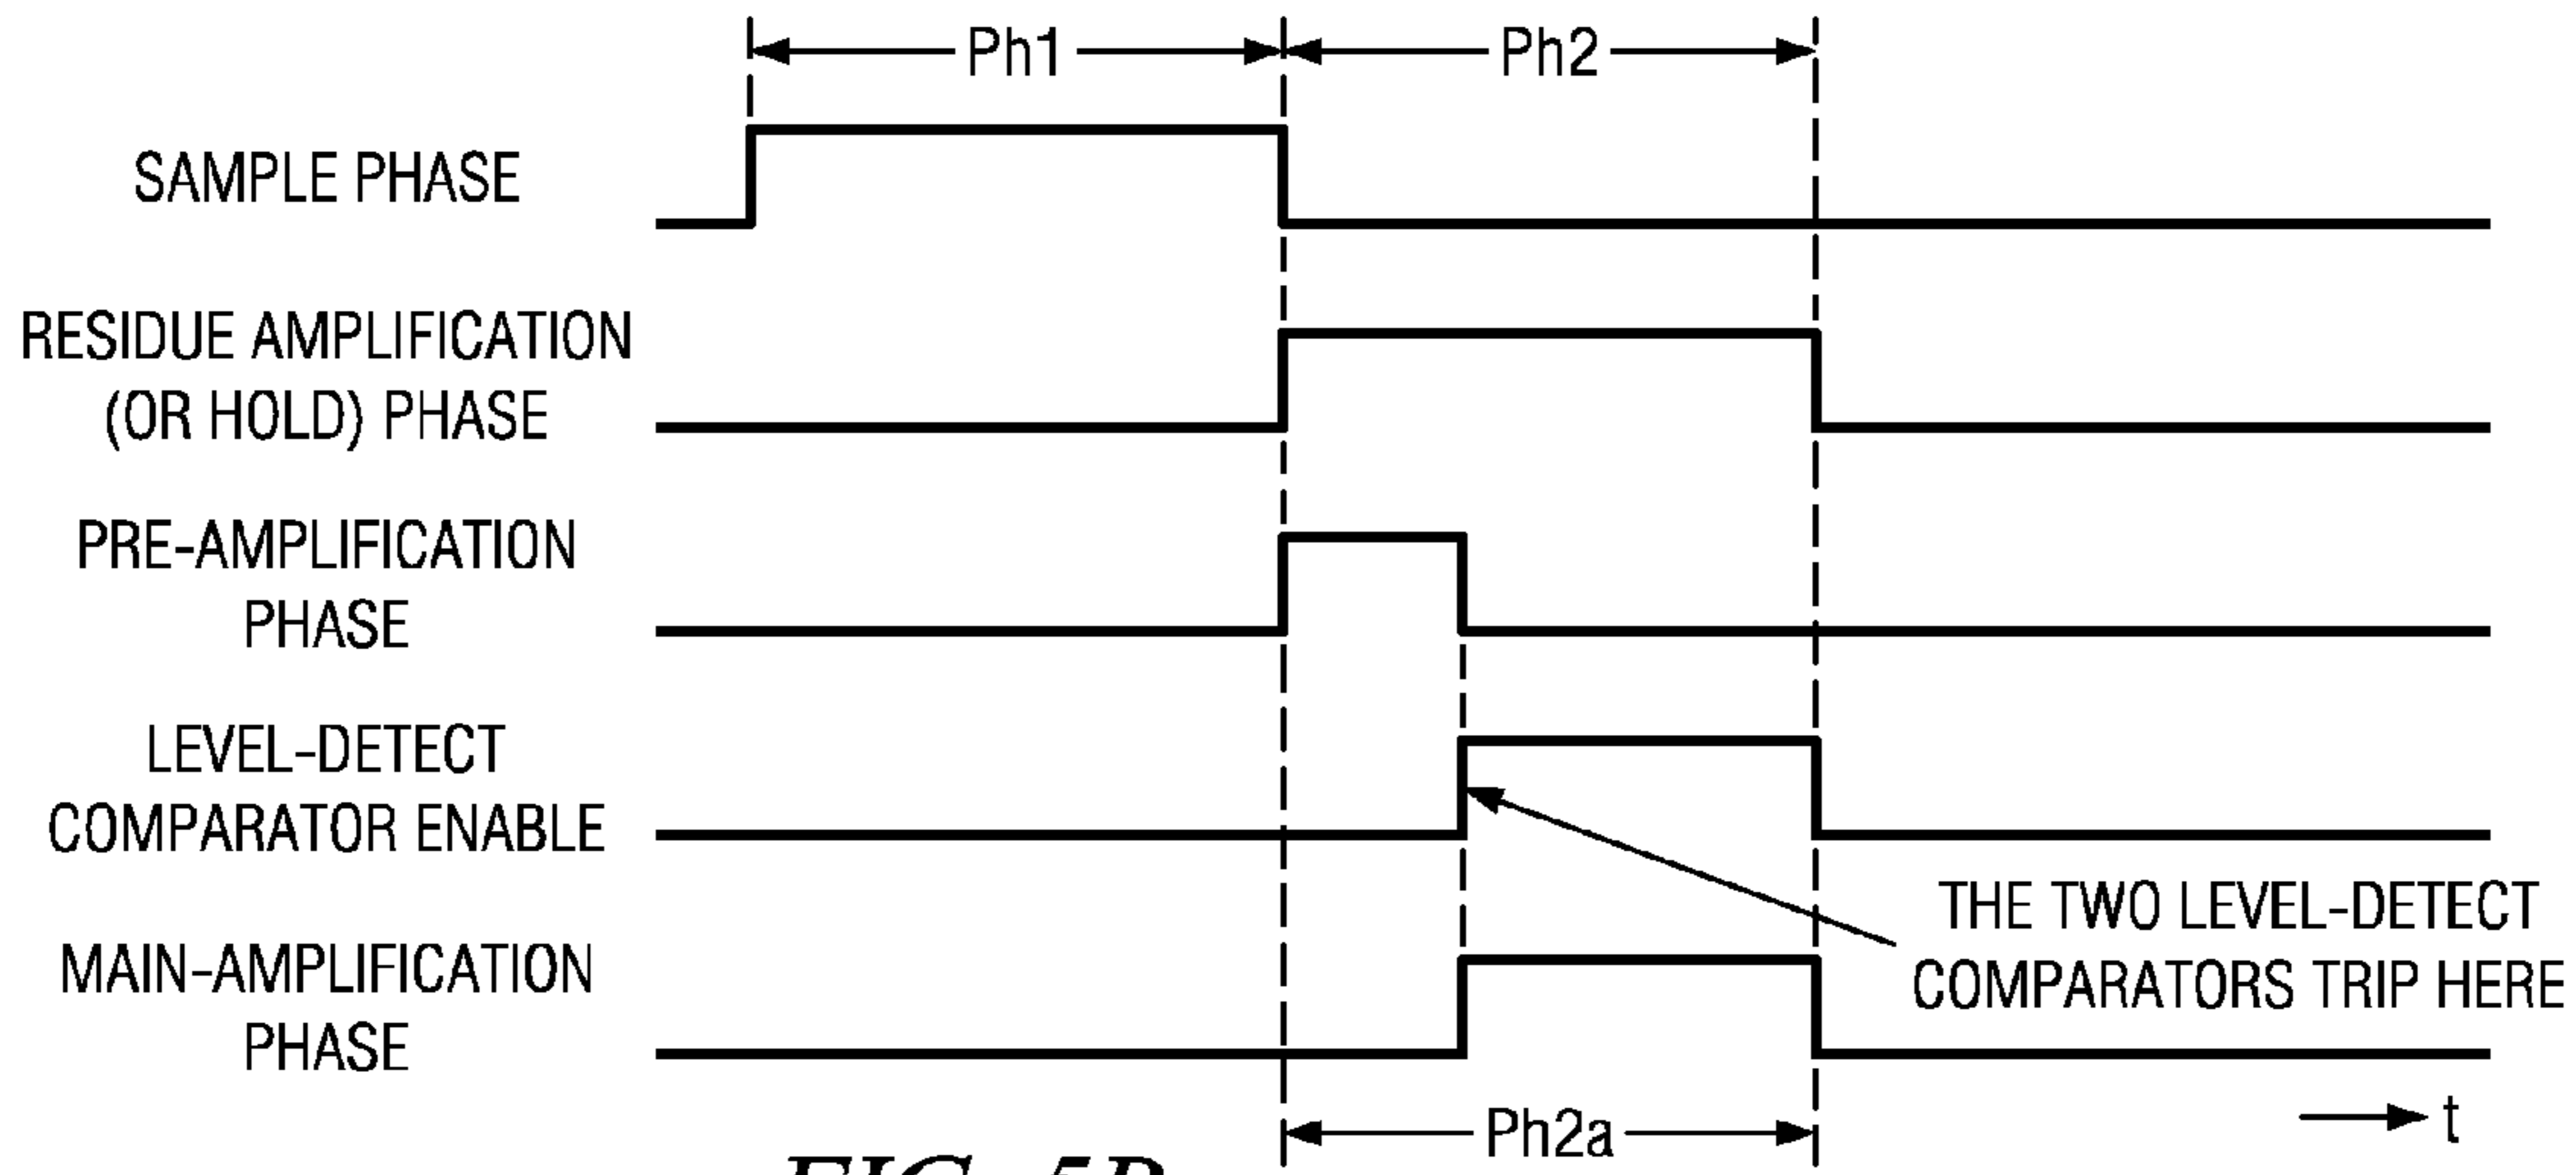 Ph1
Ph2
SAMPLE PHASE
RESIDUE AMPLIFICATION
(OR HOLD) PHASE
PRE-AMPLIFICATION
PHASE
LEVEL-DETECT
COMPARATOR ENABLE
THE TWO LEVEL-DETECT
COMPARATORS TRIP HERE
MAIN-AMPLIFICATION
PHASE
Ph2a
t